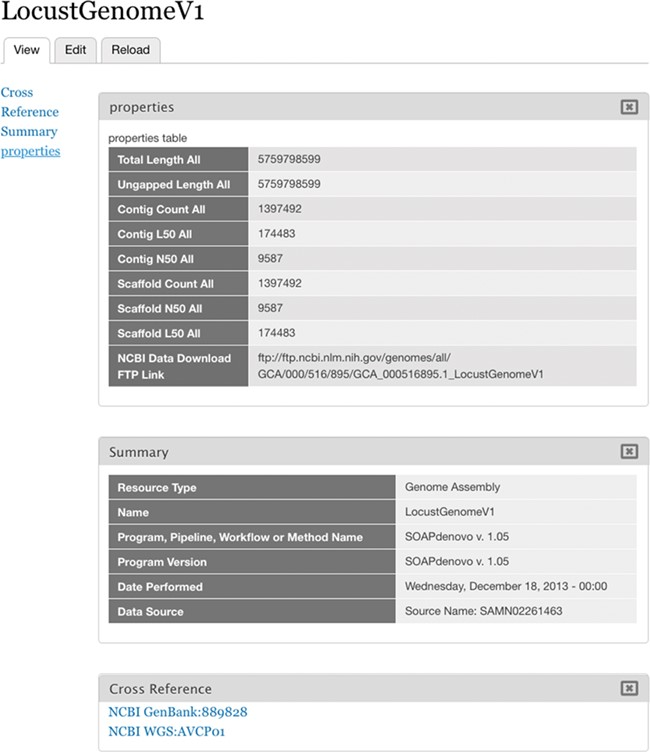 LocustGenomeV1
View Edit Reload
Cross
Reference
Summary
properties
properties
properties table
Total Length All 5759798599
Ungapped Length All 5759798599
Contig Count All 1397492
Contig L50 All 174483
Contig N50 All 9587
Scaffold Count All 1397492
Scaffold N50 All 9587
Scaffold L50 All 174483
NCBI Data Download ftp://ftp.ncbi.nlm.nih.gov/genomes/all/
FTP Link GCA/000/516/895/GCA_000516895.1_LocustGenomeV1
Summary
Resource Type Genome Assembly
Name LocustGenomeV1
Program, Pipeline, Workflow or Method Name SOAPdenovo v. 1.05
Program Version SOAPdenovo v. 1.05
Date Performed Wednesday, December 18, 2013 - 00:00
Data Source Source Name: SAMN02261463
Cross Reference
NCBI GenBank:889828
NCBI WGS:AVCP01